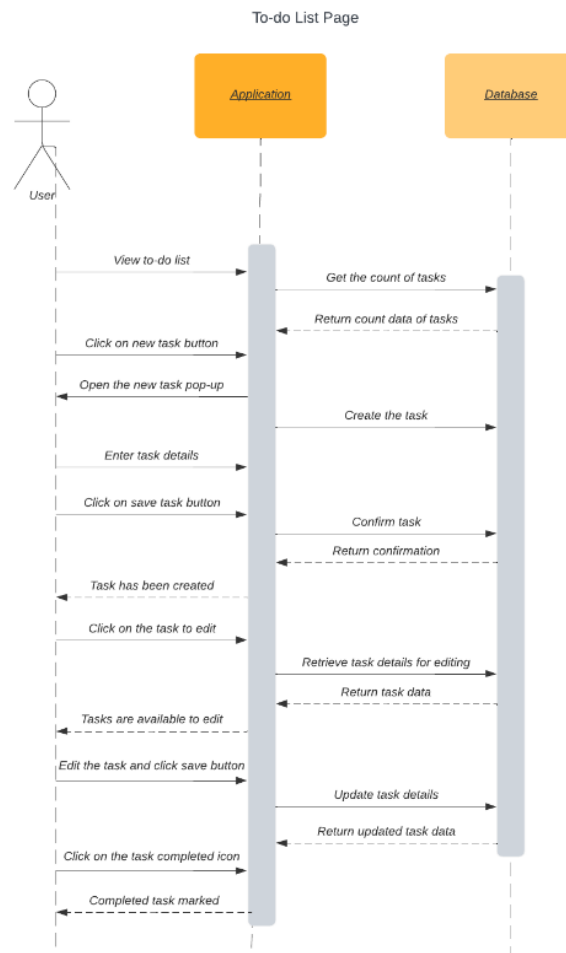 To-do List Page
Application
Database
User
View to-do list
Get the count of tasks
Return count data of tasks
Click on new task button
Open the new task pop-up
Create the task
Enter task details
Click on save task button
Confirm task
Return confirmation
Task has been created
Click on the task to edit
Retrieve task details for editing
Return task data
Tasks are available to edit
Edit the task and click save button
Update task details
Return updated task data
Click on the task completed icon
Completed task marked